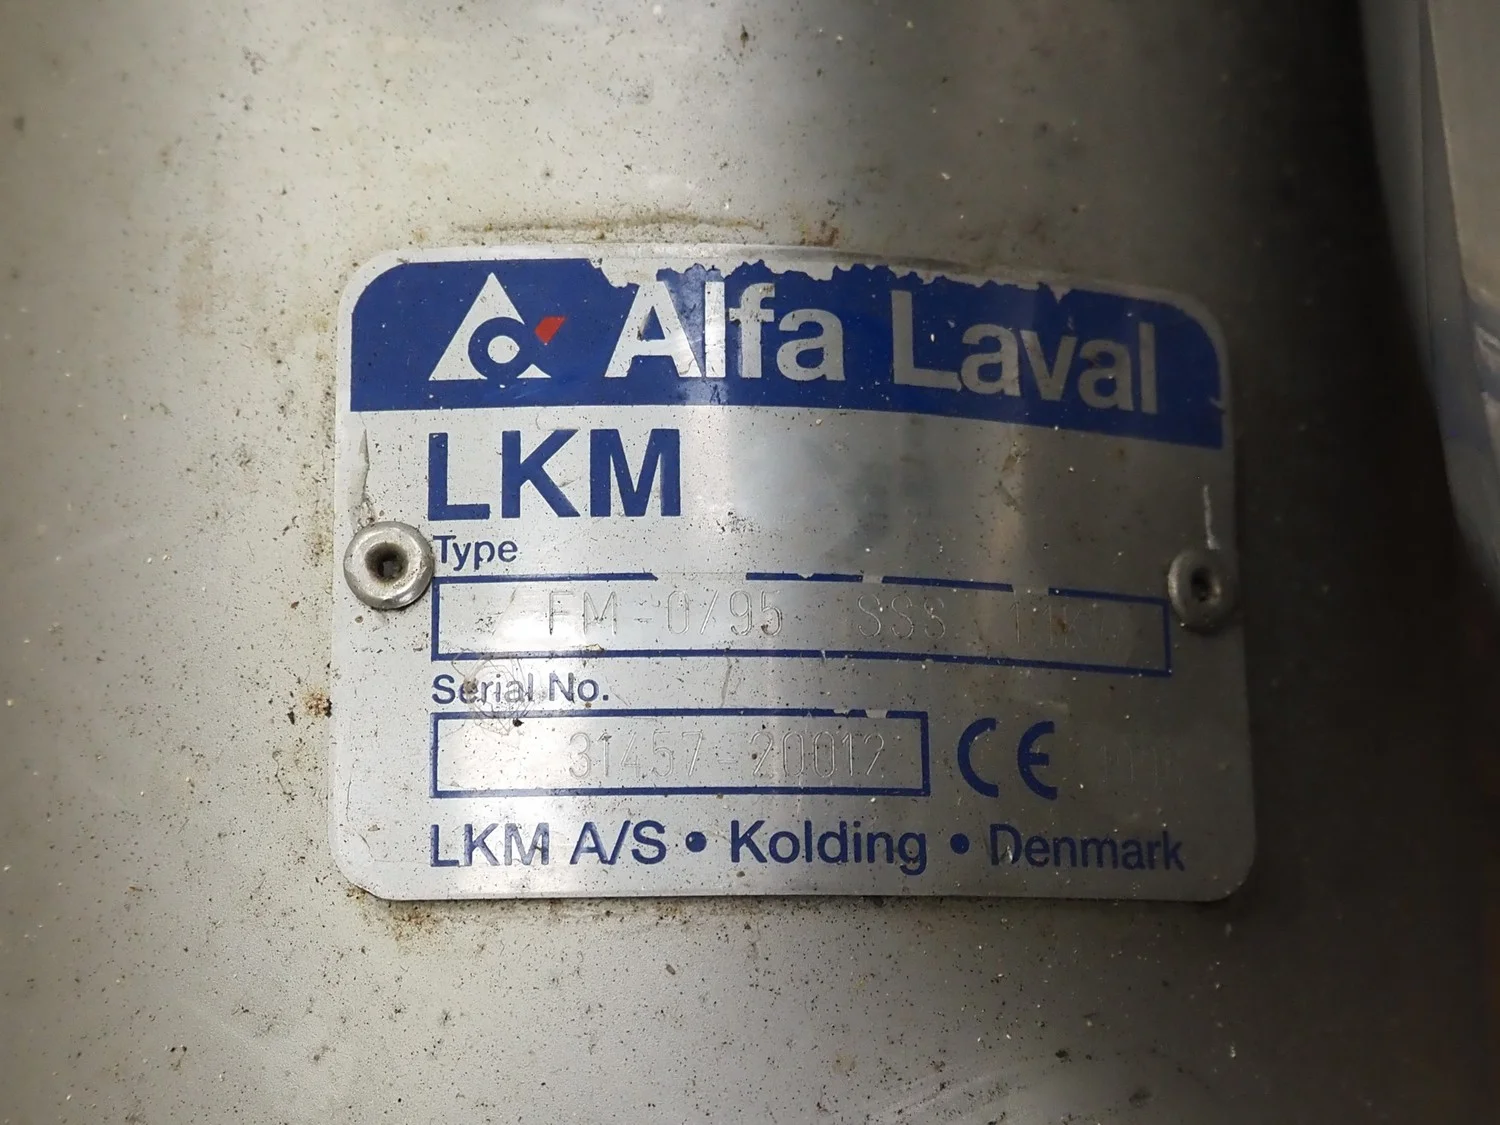 Alfa Laval
LKM
Type
FM-0/95 SSS
Serial No.
31457-20012 CE
LKM A/S • Kolding • Denmark